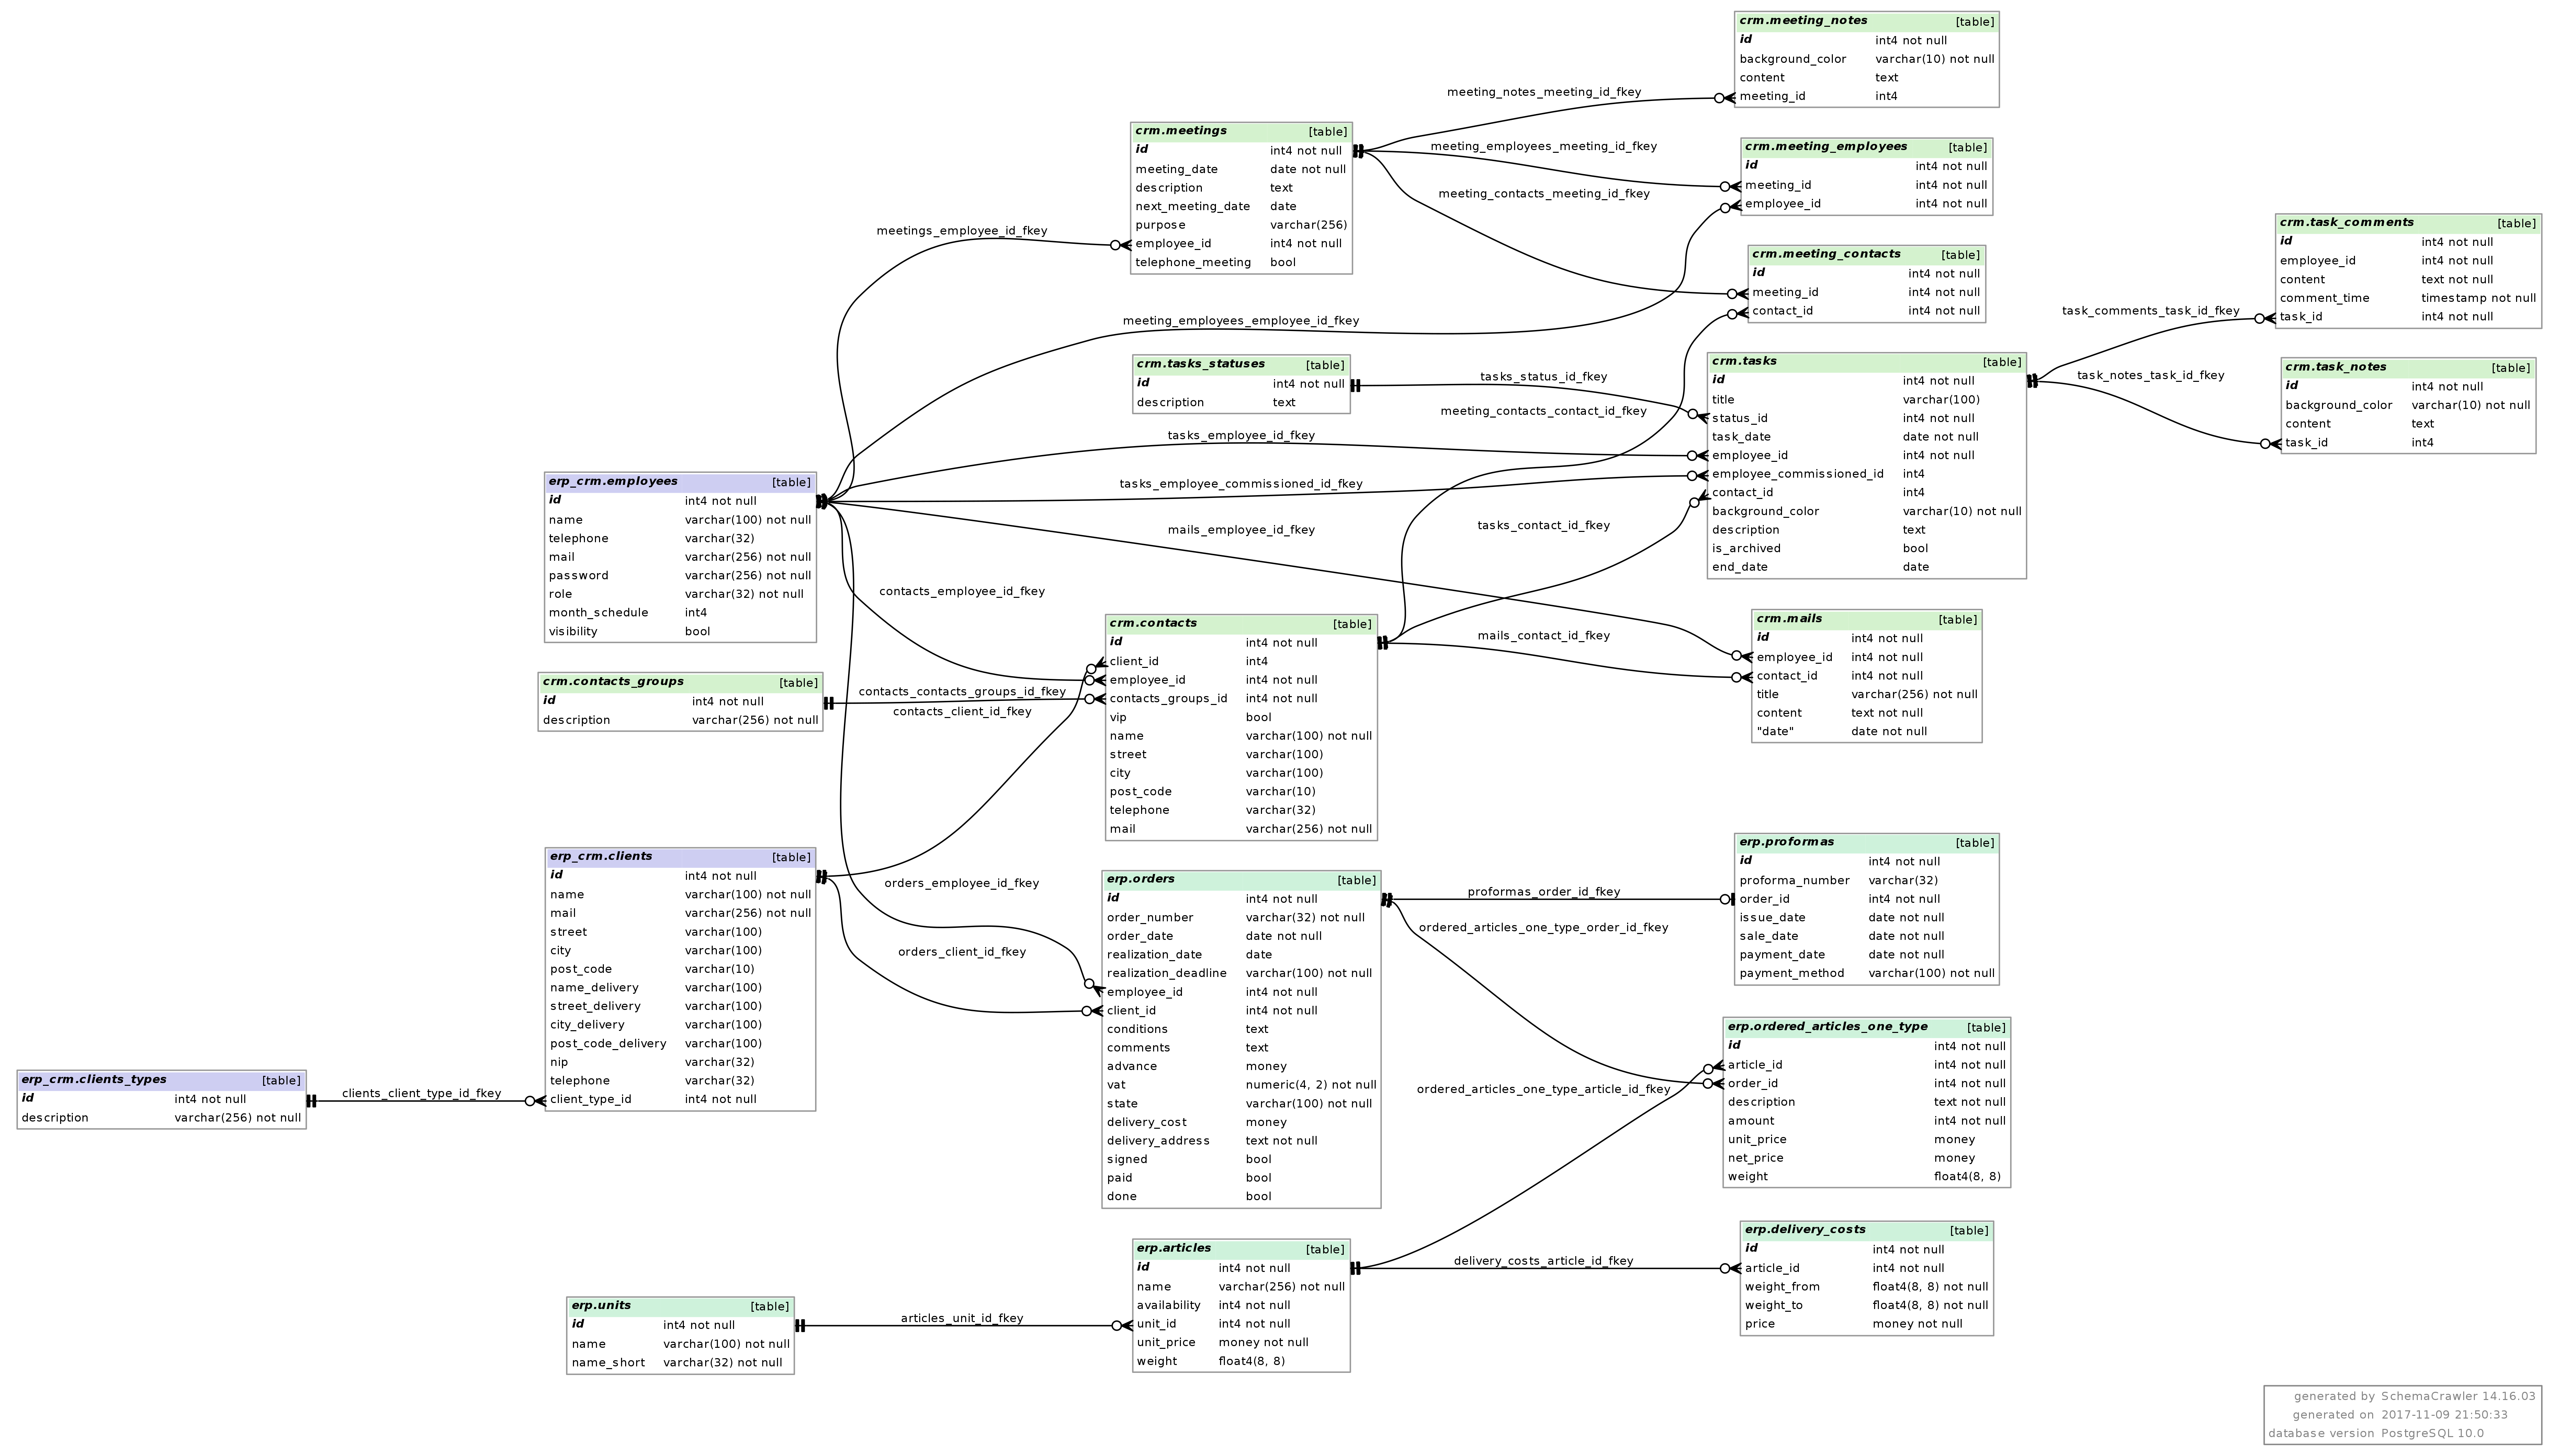 crm.meeting_notes [table]
id int4 not null
background_color varchar(10) not null
content text
meeting_id int4
meeting_notes_meeting_id_fkey
crm.meetings [table]
id int4 not null
meeting_date date not null
description text
next_meeting_date date
purpose varchar(256)
employee_id int4 not null
telephone_meeting bool
meeting_employees_meeting_id_fkey
meeting_contacts_meeting_id_fkey
crm.meeting_employees [table]
id int4 not null
meeting_id int4 not null
employee_id int4 not null
meetings_employee_id_fkey
crm.meeting_contacts [table]
id int4 not null
meeting_id int4 not null
contact_id int4 not null
crm.task_comments [table]
id int4 not null
employee_id int4 not null
content text not null
comment_time timestamp not null
task_id int4 not null
task_comments_task_id_fkey
meeting_employees_employee_id_fkey
crm.tasks_statuses [table]
id int4 not null
description text
tasks_status_id_fkey
meeting_contacts_contact_id_fkey
crm.tasks [table]
id int4 not null
title varchar(100)
status_id int4 not null
task_date date not null
employee_id int4 not null
employee_commissioned_id int4
contact_id int4
background_color varchar(10) not null
description text
is_archived bool
end_date date
task_notes_task_id_fkey
crm.task_notes [table]
id int4 not null
background_color varchar(10) not null
content text
task_id int4
tasks_employee_id_fkey
tasks_employee_commissioned_id_fkey
erp_crm.employees [table]
id int4 not null
name varchar(100) not null
telephone varchar(32)
mail varchar(256) not null
password varchar(256) not null
role varchar(32) not null
month_schedule int4
visibility bool
mails_employee_id_fkey
tasks_contact_id_fkey
contacts_employee_id_fkey
crm.contacts [table]
id int4 not null
client_id int4
employee_id int4 not null
contacts_groups_id int4 not null
vip bool
name varchar(100) not null
street varchar(100)
city varchar(100)
post_code varchar(10)
telephone varchar(32)
mail varchar(256) not null
mails_contact_id_fkey
crm.mails [table]
id int4 not null
employee_id int4 not null
contact_id int4 not null
title varchar(256) not null
content text not null
"date" date not null
crm.contacts_groups [table]
id int4 not null
description varchar(256) not null
contacts_contacts_groups_id_fkey
contacts_client_id_fkey
erp_crm.clients [table]
id int4 not null
name varchar(100) not null
mail varchar(256) not null
street varchar(100)
city varchar(100)
post_code varchar(10)
name_delivery varchar(100)
street_delivery varchar(100)
city_delivery varchar(100)
post_code_delivery varchar(100)
nip varchar(32)
telephone varchar(32)
client_type_id int4 not null
orders_employee_id_fkey
orders_client_id_fkey
erp.orders [table]
id int4 not null
order_number varchar(32) not null
order_date date not null
realization_date date
realization_deadline varchar(100) not null
employee_id int4 not null
client_id int4 not null
conditions text
comments text
advance money
vat numeric(4, 2) not null
state varchar(100) not null
delivery_cost money
delivery_address text not null
signed bool
paid bool
done bool
proformas_order_id_fkey
ordered_articles_one_type_order_id_fkey
erp.proformas [table]
id int4 not null
proforma_number varchar(32)
order_id int4 not null
issue_date date not null
sale_date date not null
payment_date date not null
payment_method varchar(100) not null
erp_crm.clients_types [table]
id int4 not null
description varchar(256) not null
clients_client_type_id_fkey
ordered_articles_one_type_article_id_fkey
erp.ordered_articles_one_type [table]
id int4 not null
article_id int4 not null
order_id int4 not null
description text not null
amount int4 not null
unit_price money
net_price money
weight float4(8, 8)
erp.articles [table]
id int4 not null
name varchar(256) not null
availability int4 not null
unit_id int4 not null
unit_price money not null
weight float4(8, 8)
delivery_costs_article_id_fkey
erp.delivery_costs [table]
id int4 not null
article_id int4 not null
weight_from float4(8, 8) not null
weight_to float4(8, 8) not null
price money not null
erp.units [table]
id int4 not null
name varchar(100) not null
name_short varchar(32) not null
articles_unit_id_fkey
generated by SchemaCrawler 14.16.03
generated on 2017-11-09 21:50:33
database version PostgreSQL 10.0